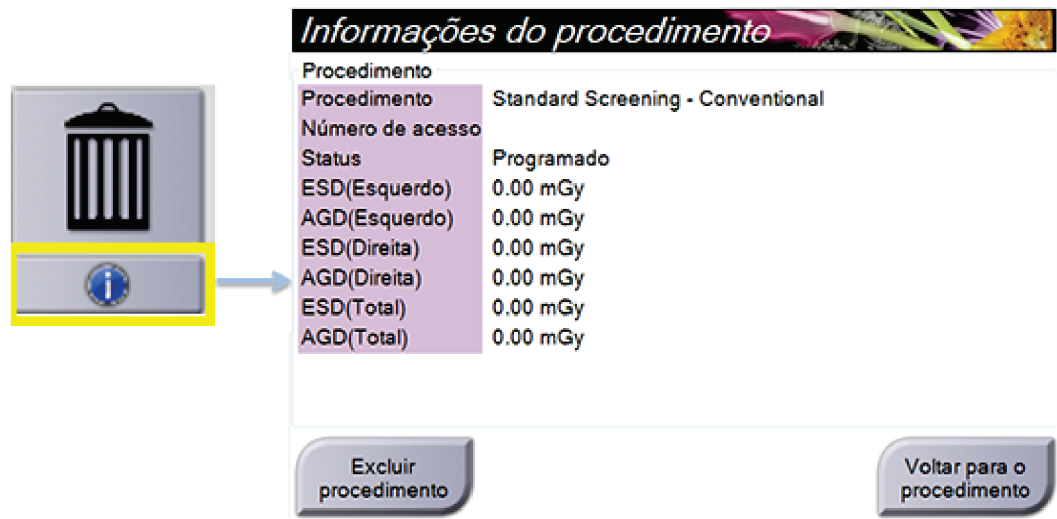 Informações do procedimento
Procedimento
Procedimento Standard Screening - Conventional
Número de acesso
Status Programado
ESD(Esquerdo) 0.00 mGy
AGD(Esquerdo) 0.00 mGy
ESD(Direita) 0.00 mGy
AGD(Direita) 0.00 mGy
ESD(Total) 0.00 mGy
AGD(Total) 0.00 mGy
Excluir
procedimento
Voltar para o
procedimento